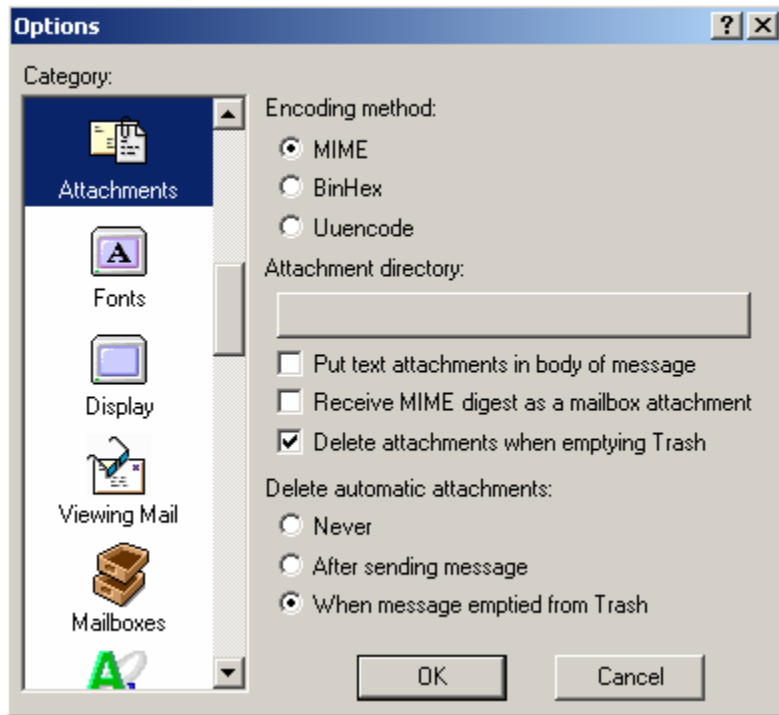 Options
Category:
Attachments
Fonts
Display
Viewing Mail
Mailboxes
Encoding method:
MIME
BinHex
Uuencode
Attachment directory:
Put text attachments in body of message
Receive MIME digest as a mailbox attachment
Delete attachments when emptying Trash
Delete automatic attachments:
Never
After sending message
When message emptied from Trash
OK
Cancel